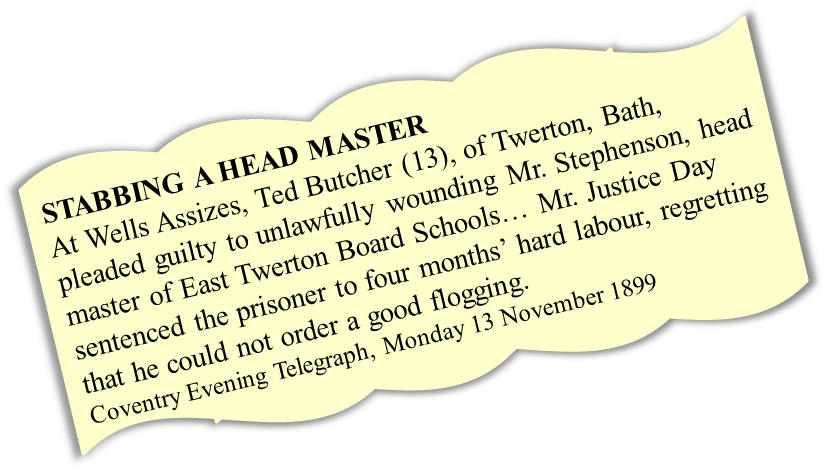 STABBING A HEAD MASTER
At Wells Assizes, Ted Butcher (13), of Twerton, Bath,
pleaded guilty to unlawfully wounding Mr. Stephenson, head
master of East Twerton Board Schools… Mr. Justice Day
sentenced the prisoner to four months’ hard labour, regretting
that he could not order a good flogging.
Coventry Evening Telegraph, Monday 13 November 1899